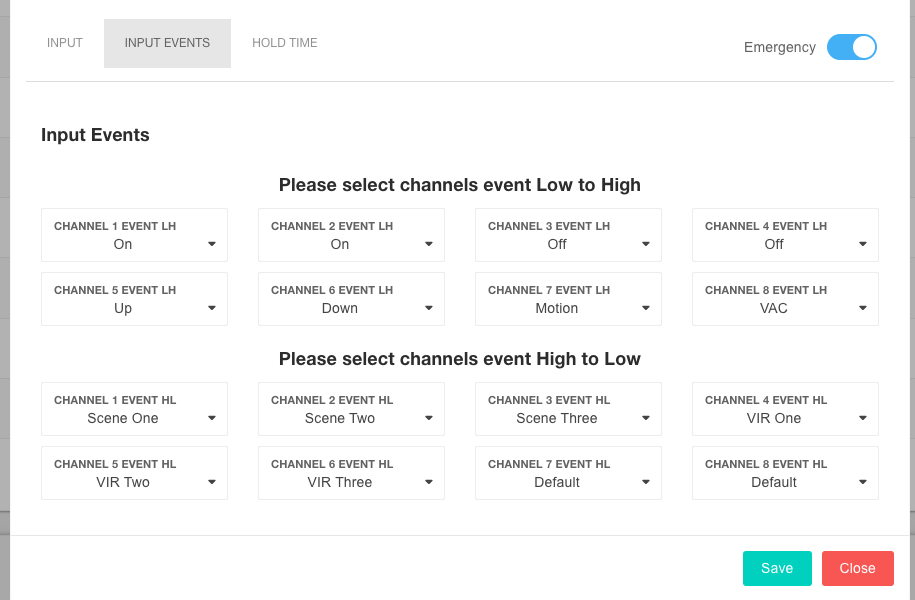 INPUT INPUT EVENTS HOLD TIME Emergency
Input Events
Please select channels event Low to High
CHANNEL 1 EVENT LH CHANNEL 2 EVENT LH CHANNEL 3 EVENT LH CHANNEL 4 EVENT LH
On On Off Off
CHANNEL 5 EVENT LH CHANNEL 6 EVENT LH CHANNEL 7 EVENT LH CHANNEL 8 EVENT LH
Up Down Motion VAC
Please select channels event High to Low
CHANNEL 1 EVENT HL CHANNEL 2 EVENT HL CHANNEL 3 EVENT HL CHANNEL 4 EVENT HL
Scene One Scene Two Scene Three VIR One
CHANNEL 5 EVENT HL CHANNEL 6 EVENT HL CHANNEL 7 EVENT HL CHANNEL 8 EVENT HL
VIR Two VIR Three Default Default
Save Close